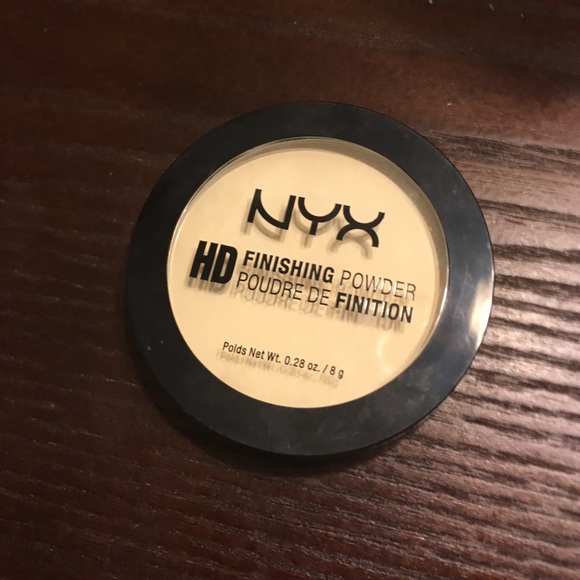 NYX
HD FINISHING POWDER
POUDRE DE FINITION
Poids Net Wt. 0.28 oz. / 8 g